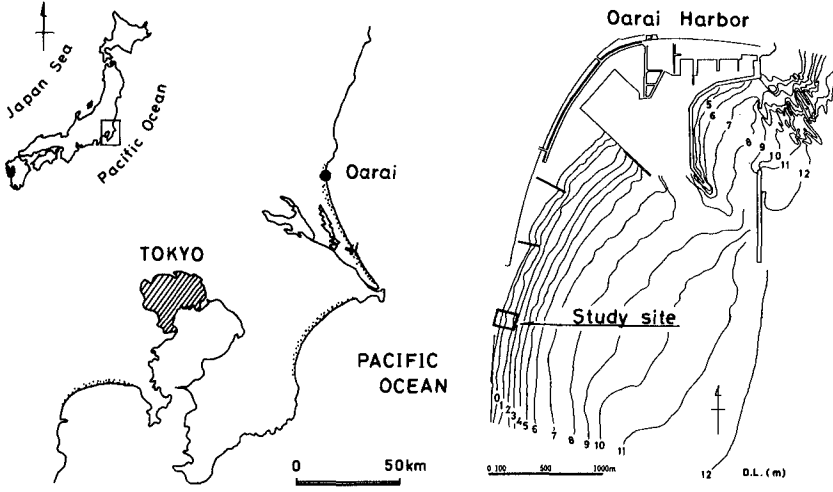 Japan Sea
Pacific Ocean
Oarai
TOKYO
PACIFIC
OCEAN
0 50km
Oarai Harbor
5
6
7
8
9
10
11
12
Study site
0
1
2
3
4
5
6
7
8
9
10
11
12
0 100 500 1000m
D.L.(m)